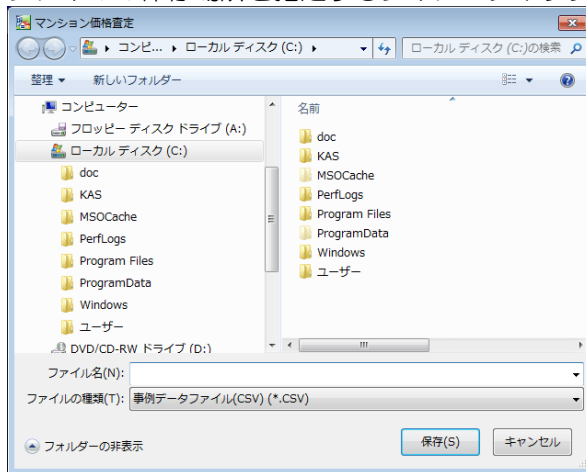 マンション価格査定
コンピ... ▸ ローカル ディスク (C:) ▸
ローカル ディスク (C:)の検索
整理 ▼ 新しいフォルダー
コンピューター
フロッピー ディスク ドライブ (A:)
ローカル ディスク (C:)
doc
KAS
MSOCache
PerfLogs
Program Files
ProgramData
Windows
ユーザー
DVD/CD-RW ドライブ (D:)
名前
doc
KAS
MSOCache
PerfLogs
Program Files
ProgramData
Windows
ユーザー
ファイル名(N):
ファイルの種類(T): 事例データファイル(CSV) (*.CSV)
フォルダーの非表示
保存(S) キャンセル